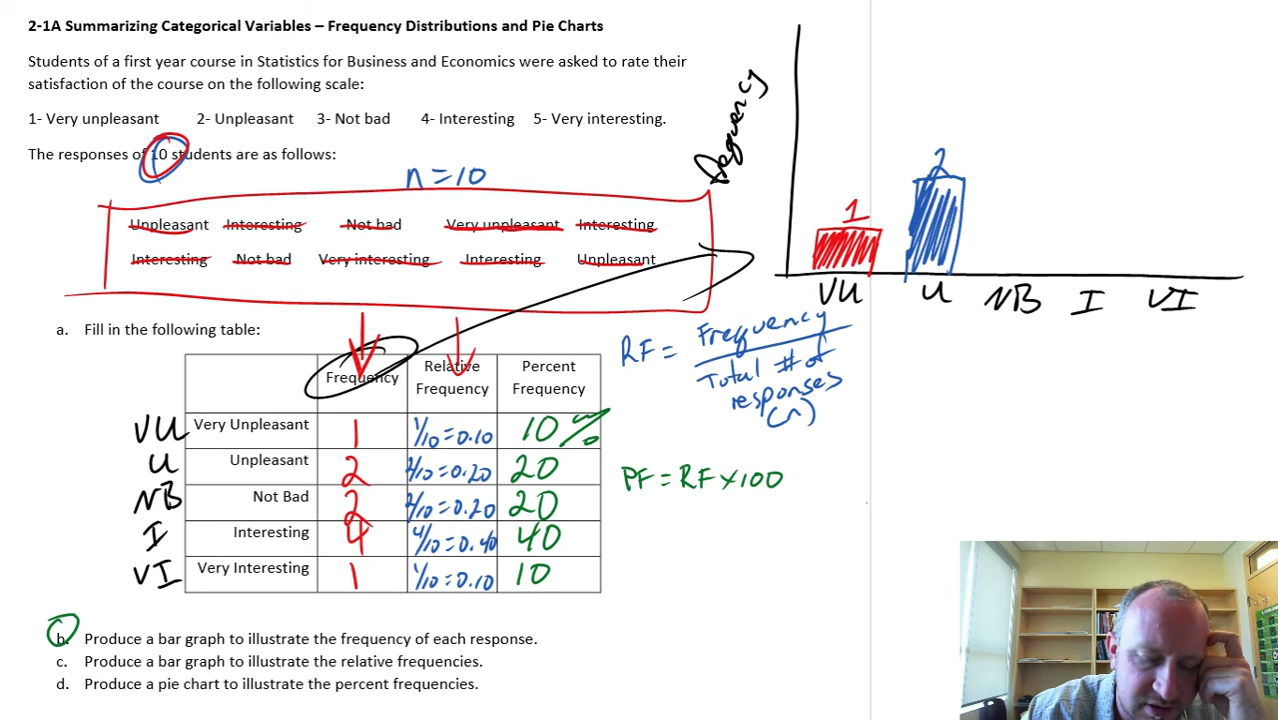 2-1A Summarizing Categorical Variables – Frequency Distributions and Pie Charts
Students of a first year course in Statistics for Business and Economics were asked to rate their
satisfaction of the course on the following scale:
1- Very unpleasant 2- Unpleasant 3- Not bad 4- Interesting 5- Very interesting.
The responses of 10 students are as follows:
n=10
Unpleasant Interesting Not bad Very unpleasant Interesting
Interesting Not bad Very interesting Interesting Unpleasant
Frequency
1
2
VU U NB I VI
a. Fill in the following table:
Frequency Relative Frequency Percent Frequency
VU Very Unpleasant 1 1/10=0.10 10%
U Unpleasant 2 2/10=0.20 20
NB Not Bad 2 2/10=0.20 20
I Interesting 4 4/10=0.40 40
VI Very Interesting 1 1/10=0.10 10
RF = Frequency
Total # of
responses
(n)
PF = RF×100
b. Produce a bar graph to illustrate the frequency of each response.
c. Produce a bar graph to illustrate the relative frequencies.
d. Produce a pie chart to illustrate the percent frequencies.